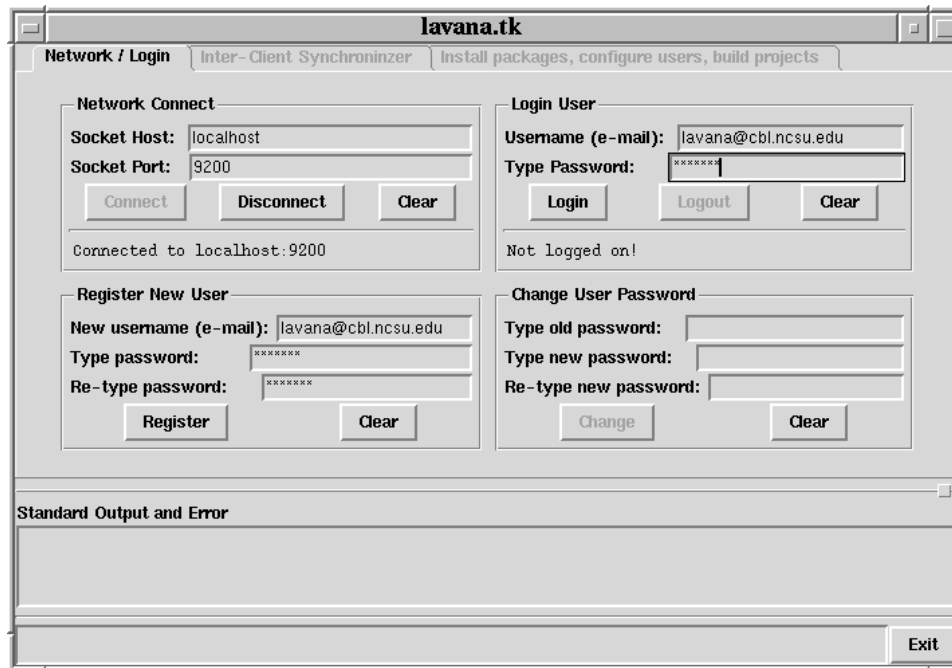 lavana.tk
Network / Login Inter-Client Synchroninzer Install packages, configure users, build projects
Network Connect
Socket Host: localhost
Socket Port: 9200
Connect Disconnect Clear
Connected to localhost:9200
Login User
Username (e-mail): lavana@cbl.ncsu.edu
Type Password: *******
Login Logout Clear
Not logged on!
Register New User
New username (e-mail): lavana@cbl.ncsu.edu
Type password: *******
Re-type password: *******
Register Clear
Change User Password
Type old password:
Type new password:
Re-type new password:
Change Clear
Standard Output and Error
Exit